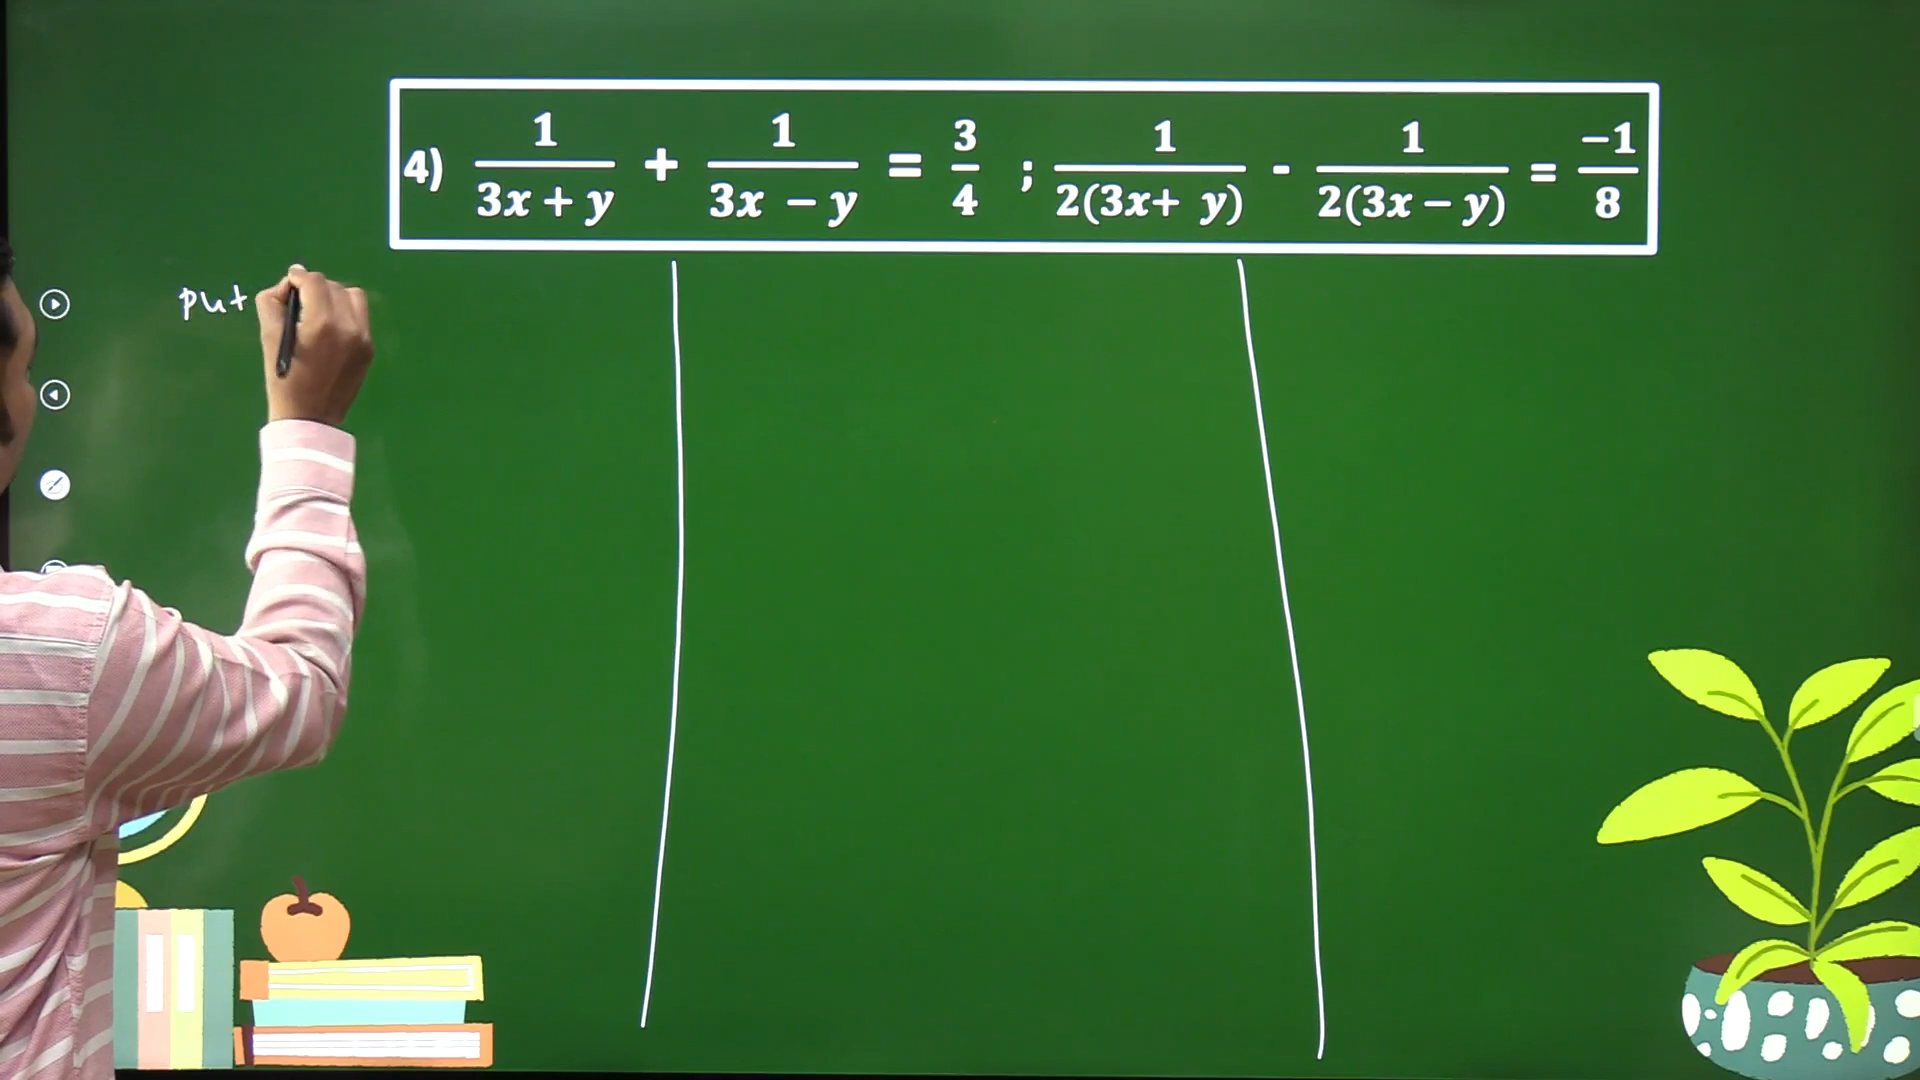 4) 1/(3x + y) + 1/(3x − y) = 3/4 ; 1/(2(3x+ y)) - 1/(2(3x − y)) = −1/8
put